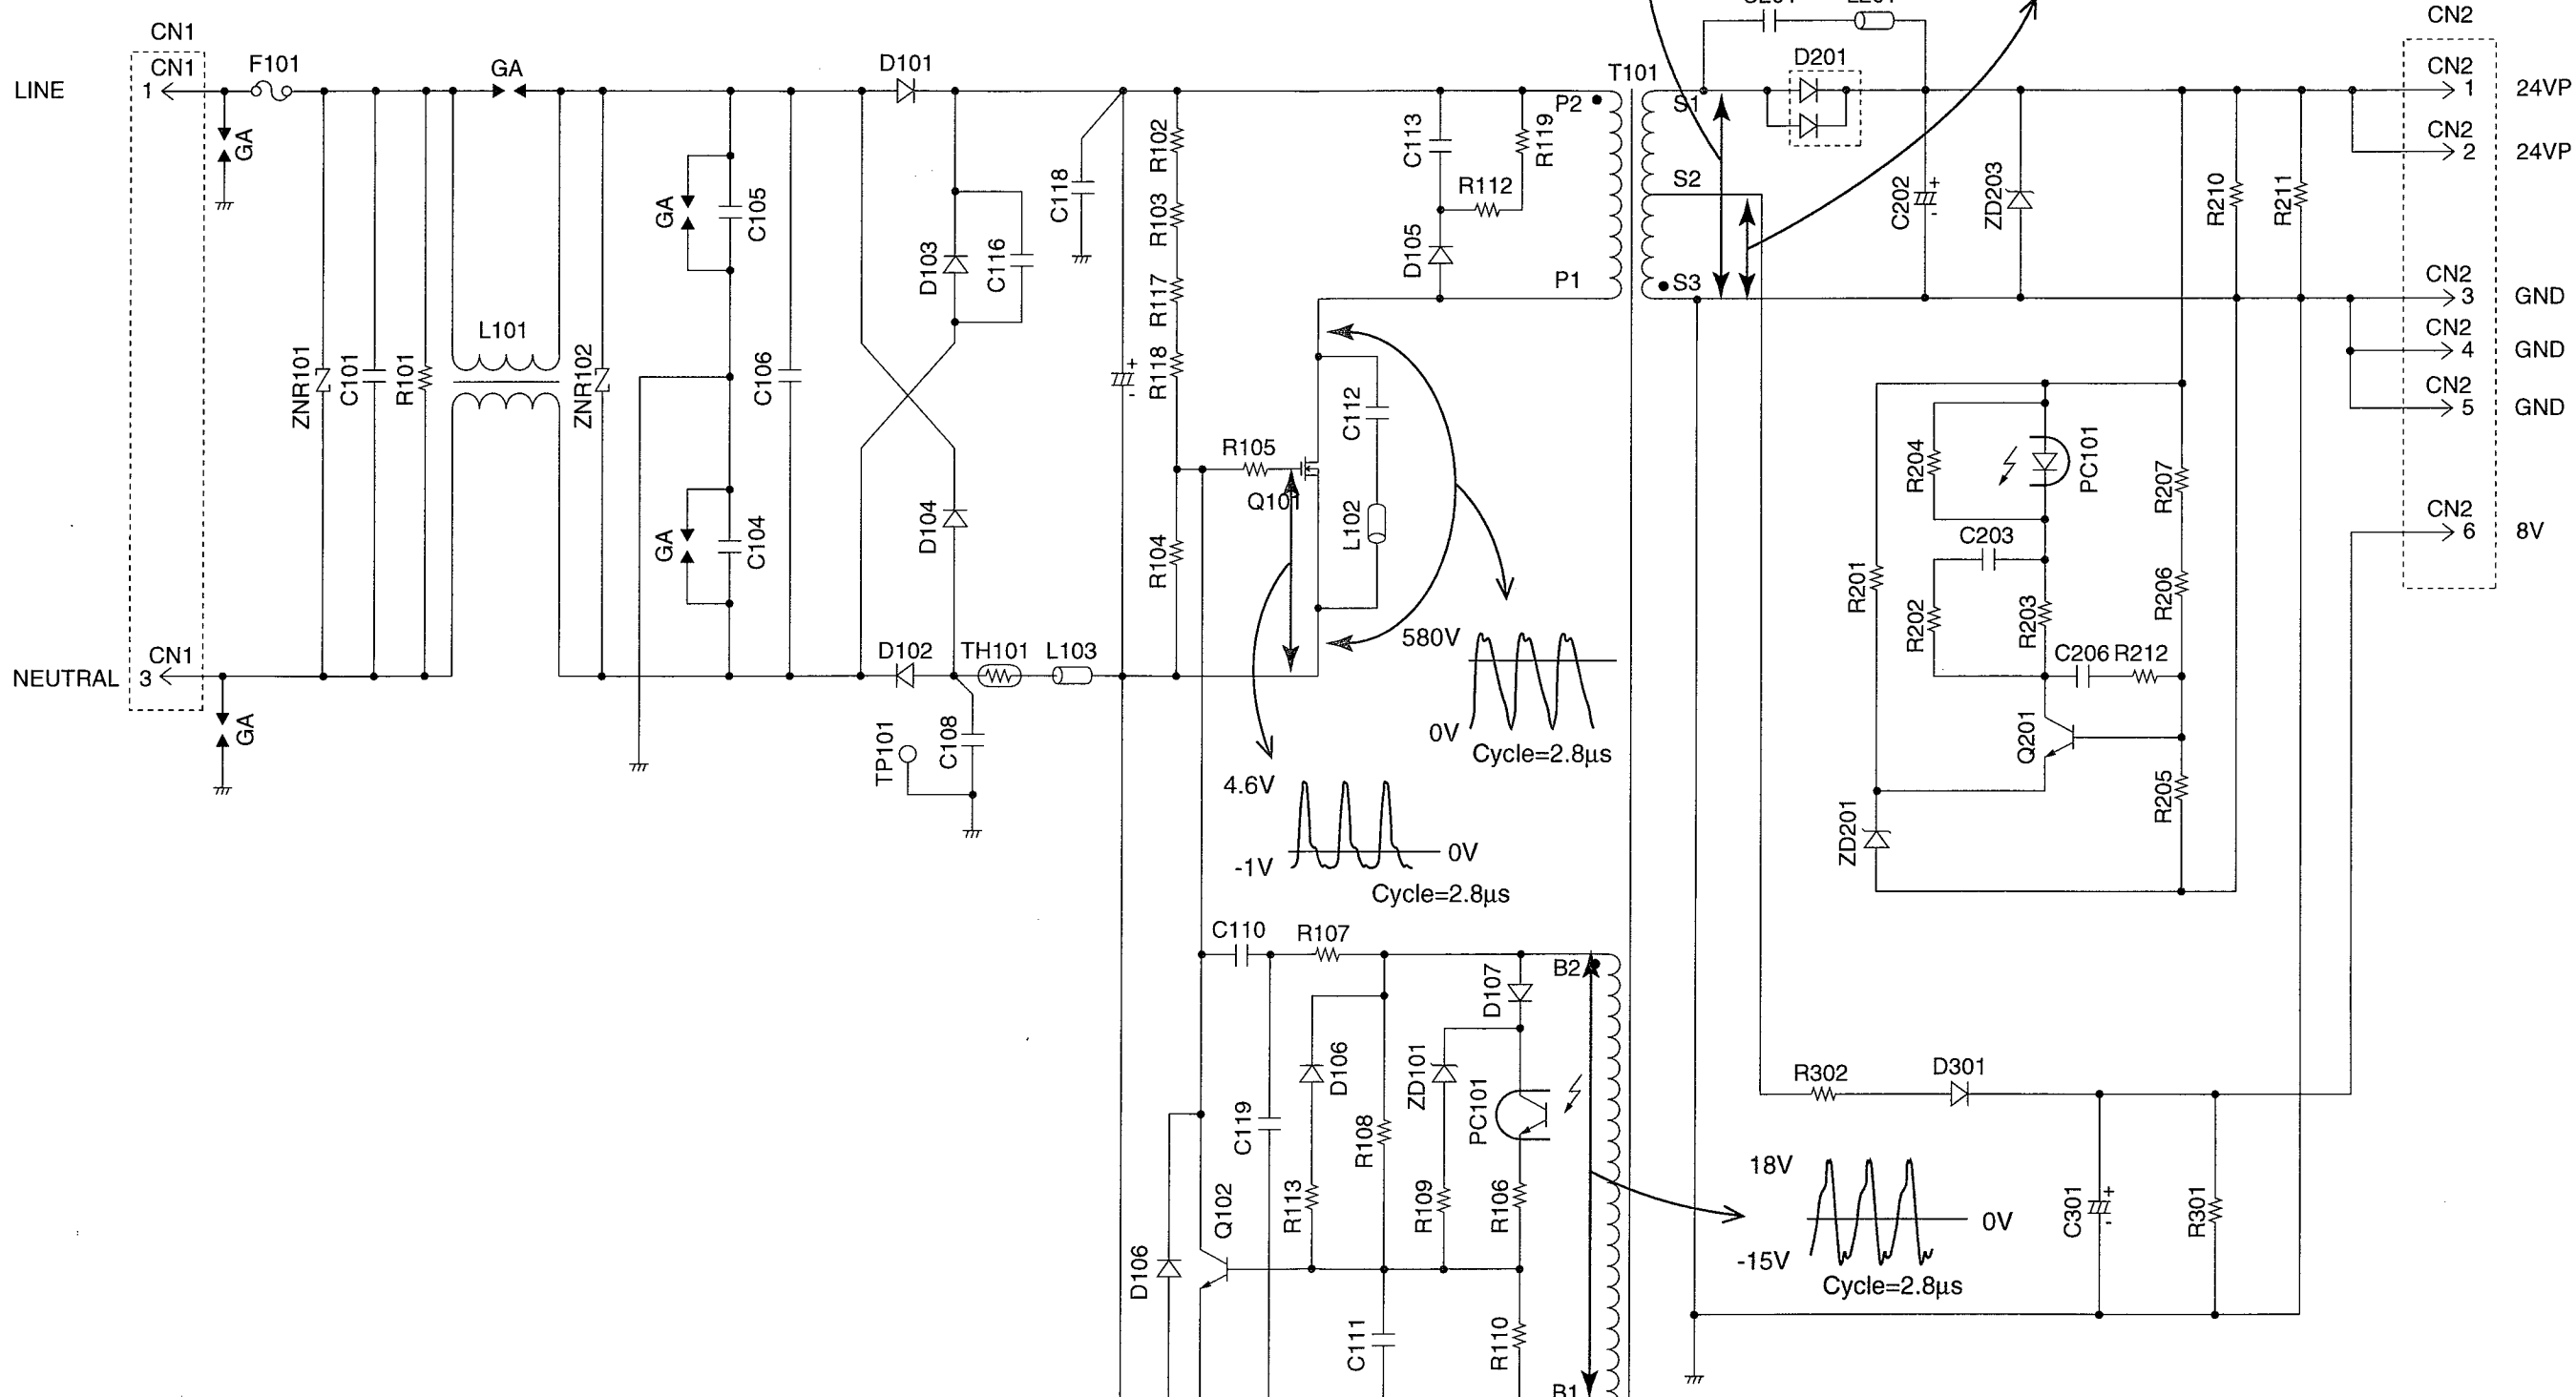 CN1
CN1
LINE
1
F101
GA
GA
D101
T101
P2
S1
D201
CN2
CN2
1
24VP
CN2
2
24VP
C113
R119
R112
D105
P1
S2
S3
C202
+
-
ZD203
R210
R211
CN2
3
GND
CN2
4
GND
CN2
5
GND
CN2
6
8V
GA
C105
D103
C116
C118
R102
R103
R117
R118
+
-
ZNR101
C101
R101
L101
ZNR102
C106
GA
C104
D104
R105
Q101
C112
L102
R104
R204
PC101
R207
C203
R201
R202
R203
R206
C206
R212
Q201
R205
ZD201
NEUTRAL
CN1
3
GA
D102
TH101
L103
TP101
C108
580V
0V
Cycle=2.8μs
4.6V
-1V
0V
Cycle=2.8μs
C110
R107
B2
D107
D106
ZD101
PC101
C119
R108
R113
R109
R106
Q102
D106
C111
R110
B1
R302
D301
18V
-15V
0V
Cycle=2.8μs
C301
+
-
R301